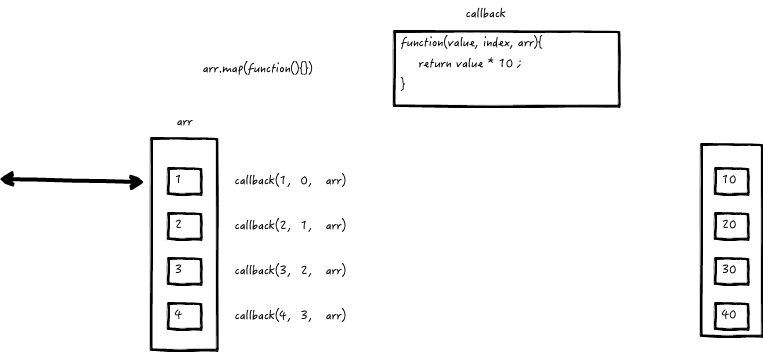 callback
function(value, index, arr){
return value * 10 ;
}
arr.map(function(){})
arr
1 callback(1, 0, arr) 10
2 callback(2, 1, arr) 20
3 callback(3, 2, arr) 30
4 callback(4, 3, arr) 40